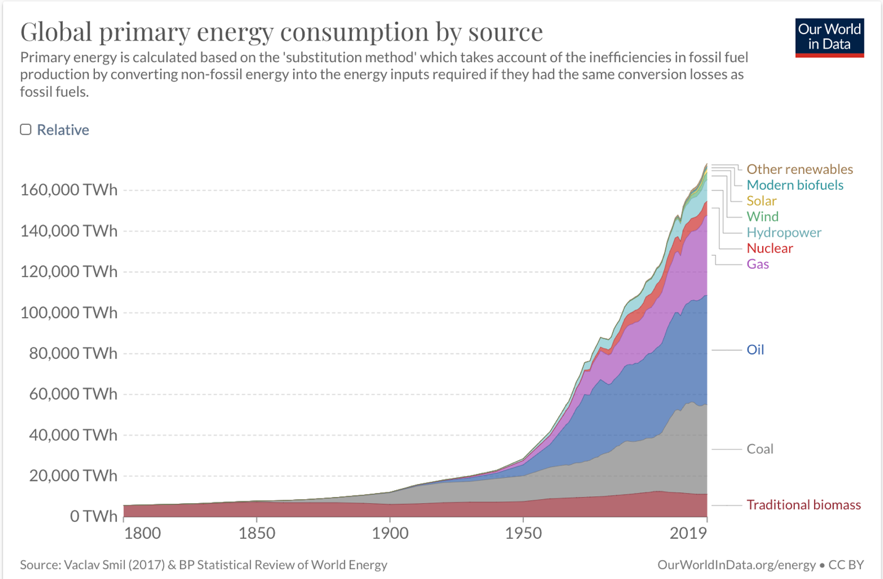 Global primary energy consumption by source
Our World
in Data
Primary energy is calculated based on the 'substitution method' which takes account of the inefficiencies in fossil fuel
production by converting non-fossil energy into the energy inputs required if they had the same conversion losses as
fossil fuels.
Relative
160,000 TWh
140,000 TWh
120,000 TWh
100,000 TWh
80,000 TWh
60,000 TWh
40,000 TWh
20,000 TWh
0 TWh
Other renewables
Modern biofuels
Solar
Wind
Hydropower
Nuclear
Gas
Oil
Coal
Traditional biomass
1800 1850 1900 1950 2019
Source: Vaclav Smil (2017) & BP Statistical Review of World Energy
OurWorldInData.org/energy • CC BY